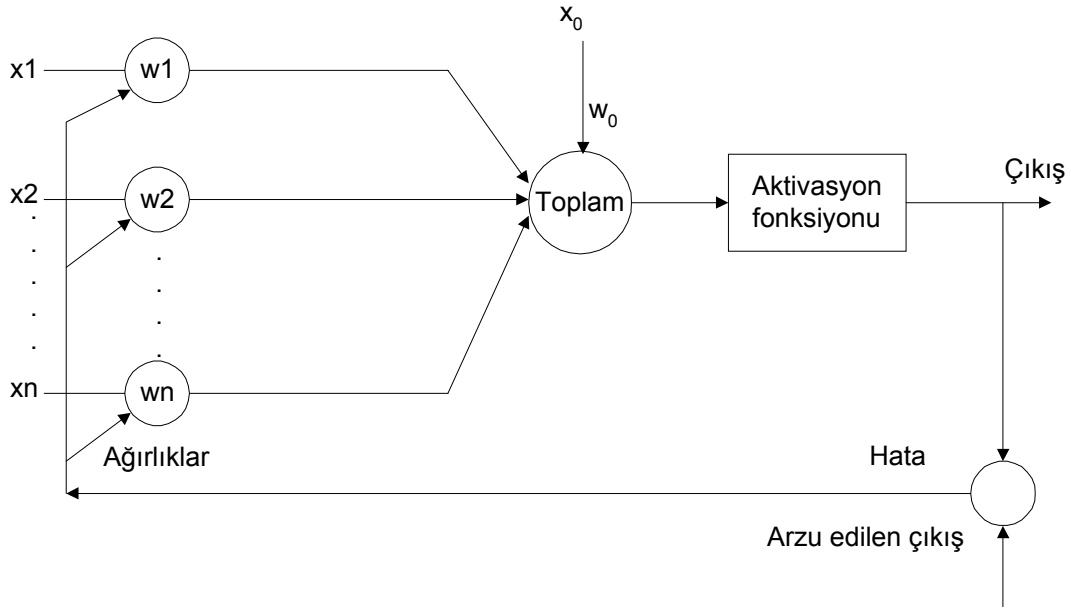 x₀
x1
w1
w₀
x2
w2
Toplam
Aktivasyon
fonksiyonu
Çıkış
.
.
.
.
.
.
.
.
.
xn
wn
Ağırlıklar
Hata
Arzu edilen çıkış